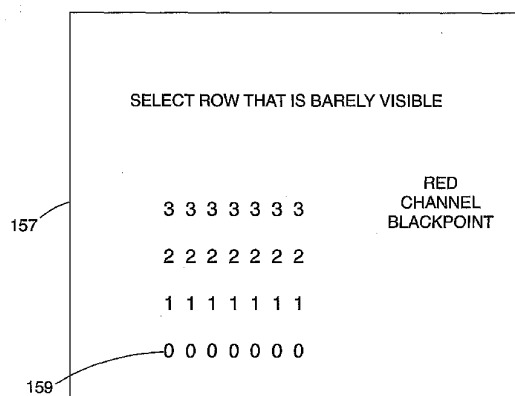 SELECT ROW THAT IS BARELY VISIBLE
RED
CHANNEL
BLACKPOINT
157
3 3 3 3 3 3 3
2 2 2 2 2 2 2
1 1 1 1 1 1 1
0 0 0 0 0 0 0
159